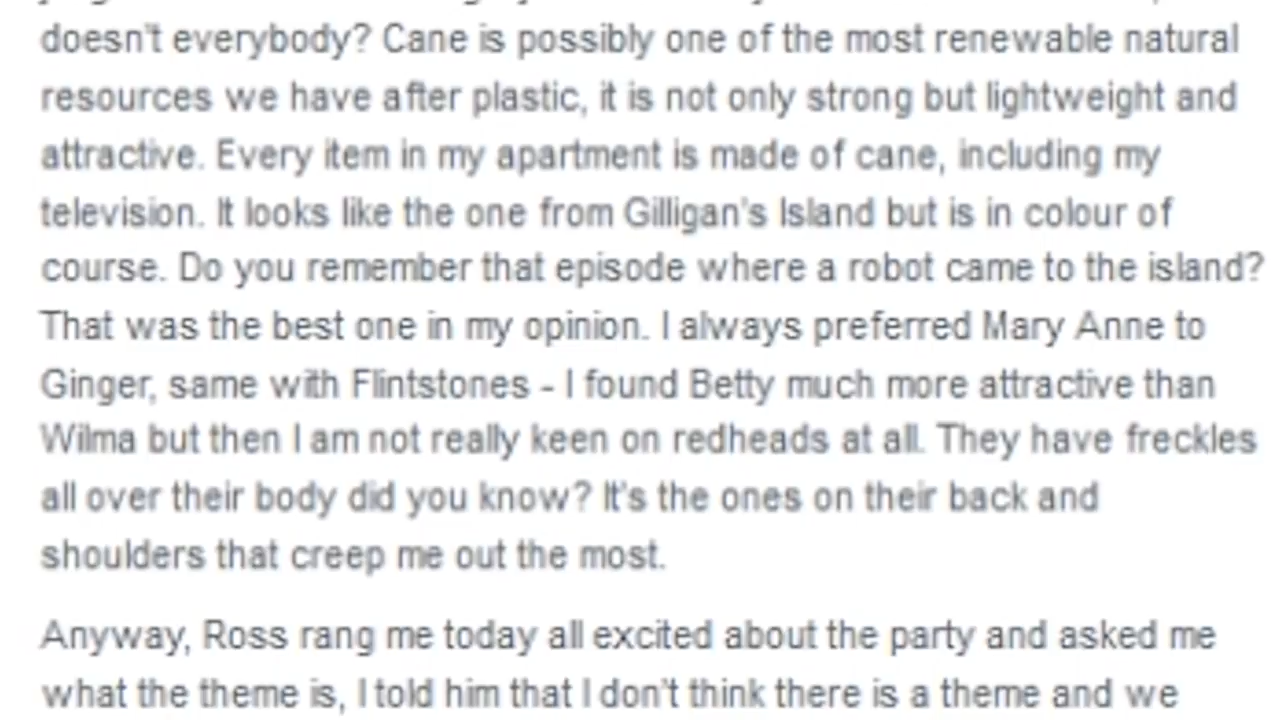 doesn't everybody? Cane is possibly one of the most renewable natural
resources we have after plastic, it is not only strong but lightweight and
attractive. Every item in my apartment is made of cane, including my
television. It looks like the one from Gilligan's Island but is in colour of
course. Do you remember that episode where a robot came to the island?
That was the best one in my opinion. I always preferred Mary Anne to
Ginger, same with Flintstones - I found Betty much more attractive than
Wilma but then I am not really keen on redheads at all. They have freckles
all over their body did you know? It's the ones on their back and
shoulders that creep me out the most.
Anyway, Ross rang me today all excited about the party and asked me
what the theme is, I told him that I don't think there is a theme and we